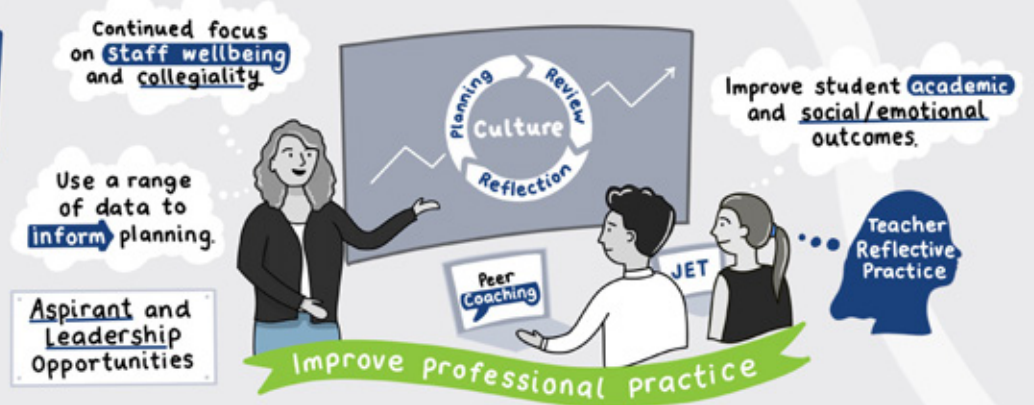 Continued focus
on staff wellbeing
and collegiality
Use a range
of data to
inform planning.
Aspirant and
Leadership
Opportunities
Planning
Review
Culture
Reflection
Peer
Coaching
JET
Improve student academic
and social/emotional
outcomes.
Teacher
Reflective
Practice
Improve professional practice